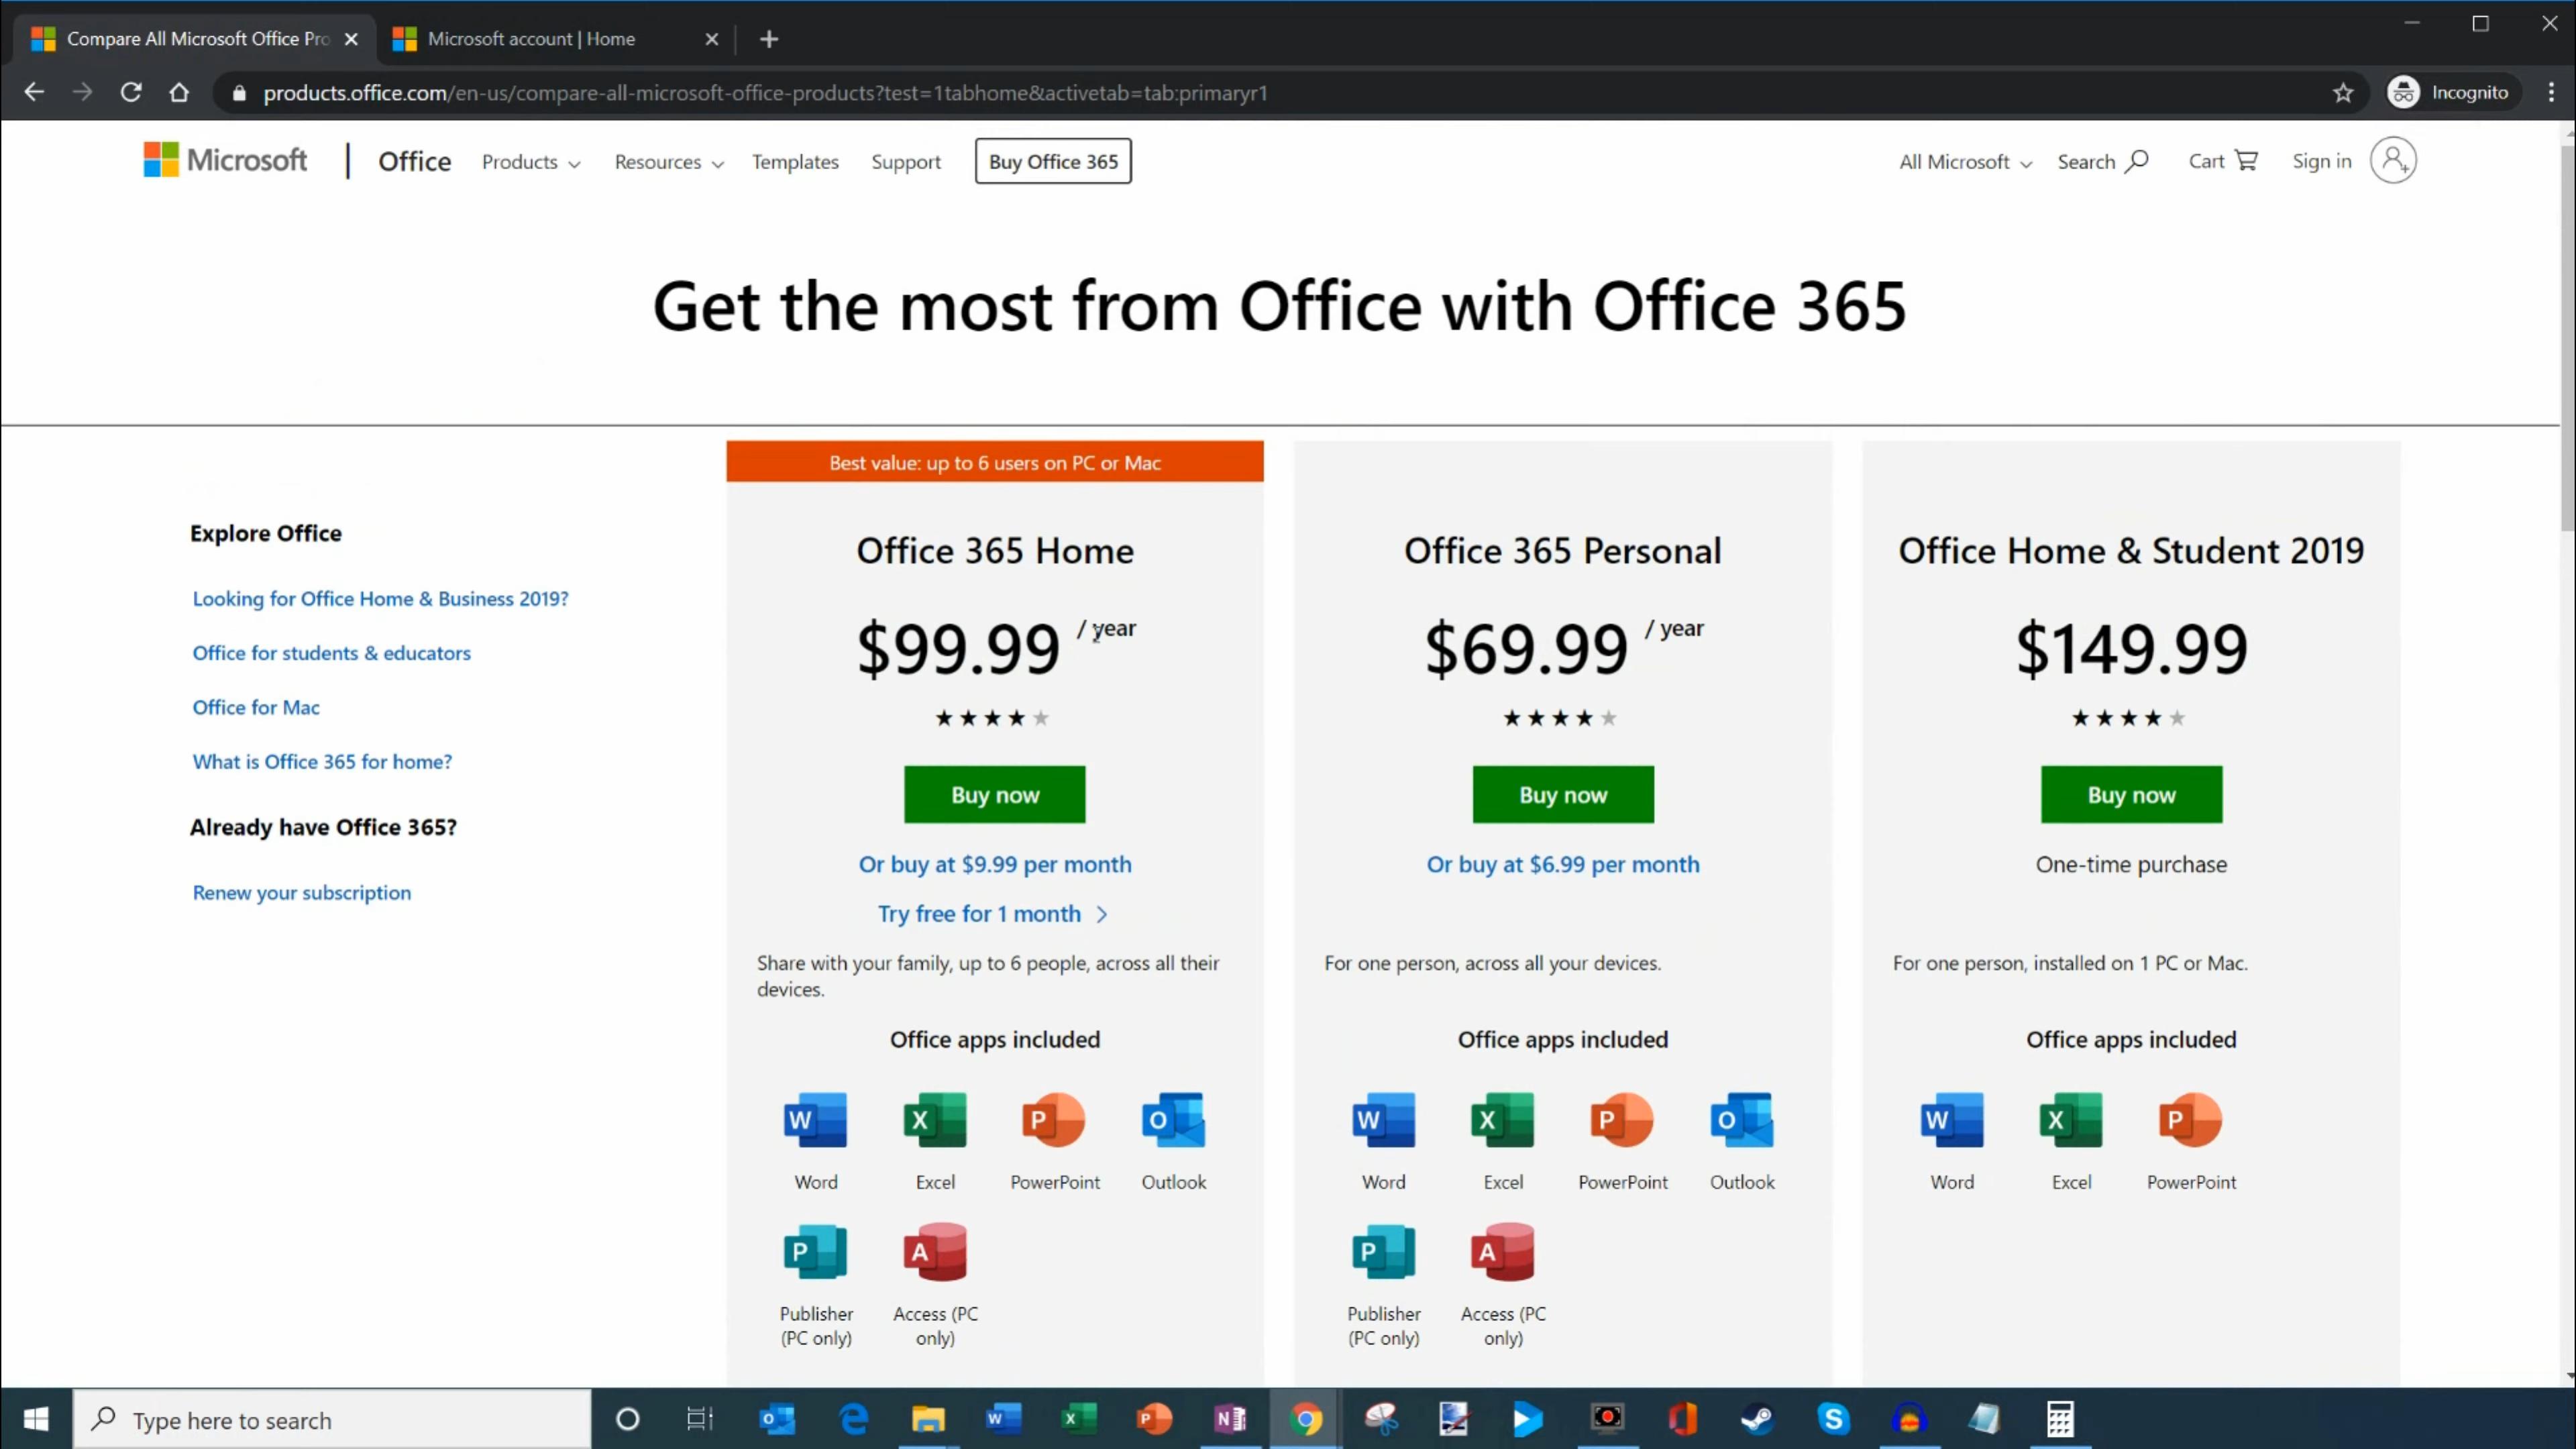 Compare All Microsoft Office Pro
Microsoft account | Home
products.office.com/en-us/compare-all-microsoft-office-products?test=1tabhome&activetab=tab:primaryr1
Incognito
Microsoft
Office
Products
Resources
Templates
Support
Buy Office 365
All Microsoft
Search
Cart
Sign in
Get the most from Office with Office 365
Explore Office
Looking for Office Home & Business 2019?
Office for students & educators
Office for Mac
What is Office 365 for home?
Already have Office 365?
Renew your subscription
Best value: up to 6 users on PC or Mac
Office 365 Home
$99.99 / year
Buy now
Or buy at $9.99 per month
Try free for 1 month
Share with your family, up to 6 people, across all their
devices.
Office apps included
W X P O
Word Excel PowerPoint Outlook
P A
Publisher
(PC only)
Access (PC
only)
Office 365 Personal
$69.99 / year
Buy now
Or buy at $6.99 per month
For one person, across all your devices.
Office apps included
W X P O
Word Excel PowerPoint Outlook
P A
Publisher
(PC only)
Access (PC
only)
Office Home & Student 2019
$149.99
Buy now
One-time purchase
For one person, installed on 1 PC or Mac.
Office apps included
W X P
Word Excel PowerPoint
Type here to search